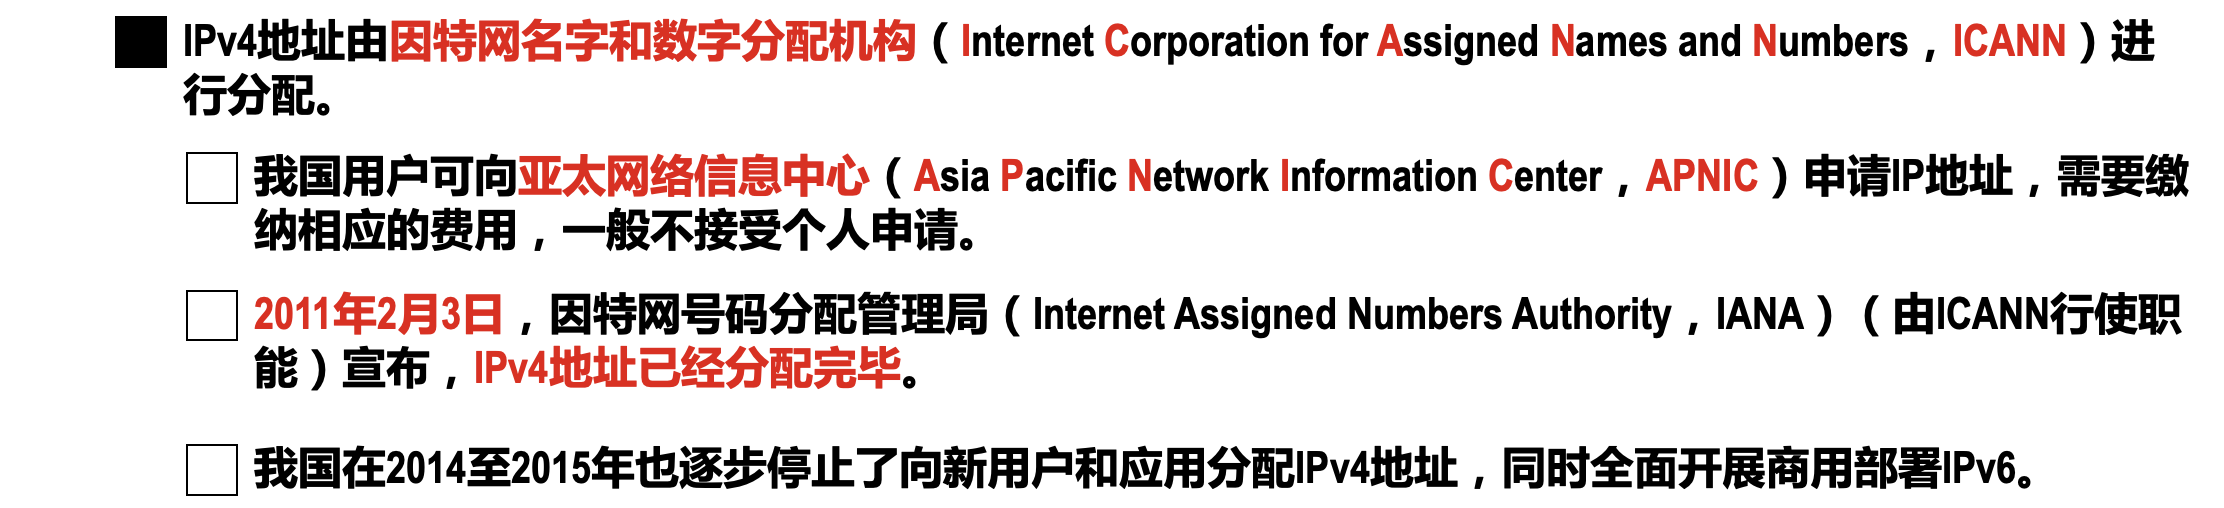 IPv4地址由因特网名字和数字分配机构（Internet Corporation for Assigned Names and Numbers，ICANN）进
行分配。
我国用户可向亚太网络信息中心（Asia Pacific Network Information Center，APNIC）申请IP地址，需要缴
纳相应的费用，一般不接受个人申请。
2011年2月3日，因特网号码分配管理局（Internet Assigned Numbers Authority，IANA）（由ICANN行使职
能）宣布，IPv4地址已经分配完毕。
我国在2014至2015年也逐步停止了向新用户和应用分配IPv4地址，同时全面开展商用部署IPv6。